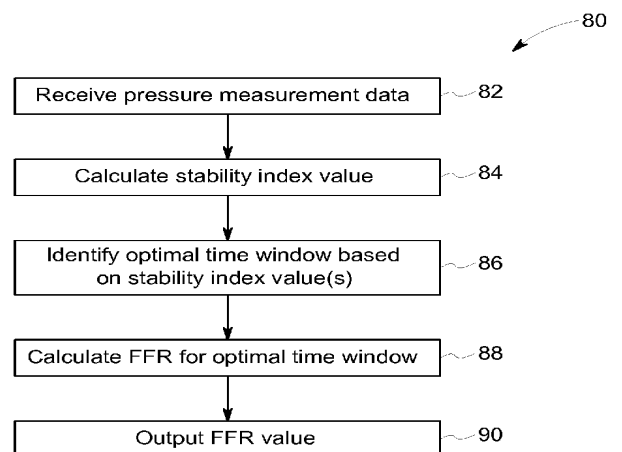 80
Receive pressure measurement data 82
Calculate stability index value 84
Identify optimal time window based
on stability index value(s) 86
Calculate FFR for optimal time window 88
Output FFR value 90